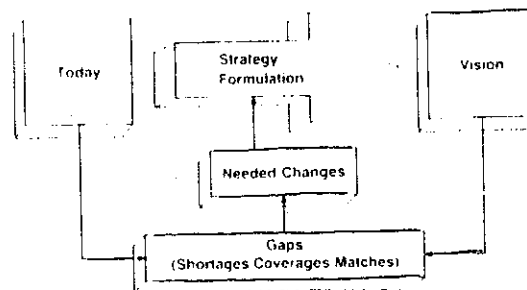 Today
Strategy
Formulation
Vision
Needed Changes
Gaps
(Shortages Coverages Matches)